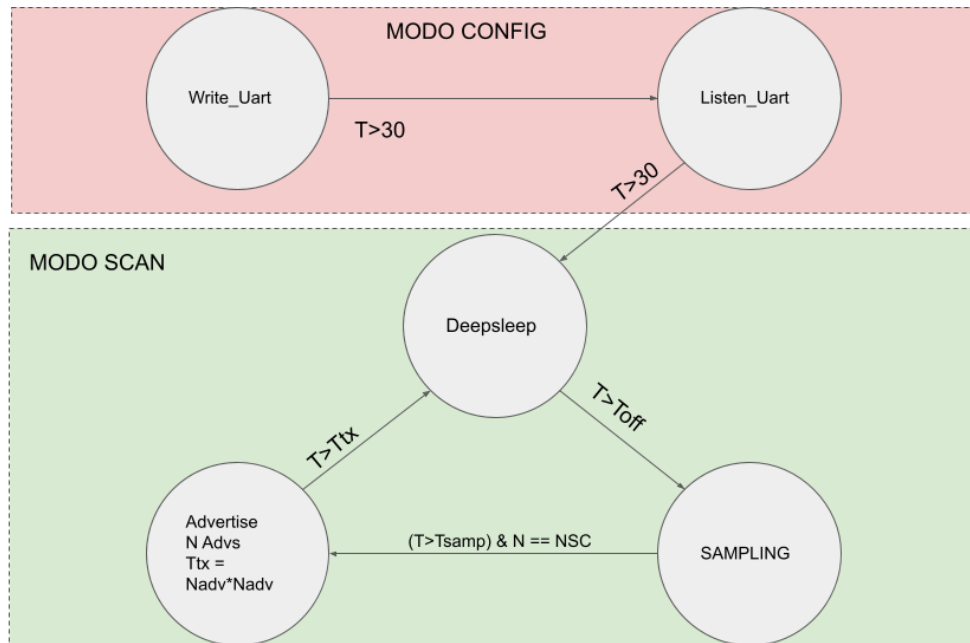 MODO CONFIG
Write_Uart
Listen_Uart
T>30
T>30
MODO SCAN
Deepsleep
T>Ttx
T>Toff
Advertise
N Advs
Ttx =
Nadv*Nadv
(T>Tsamp) & N == NSC
SAMPLING